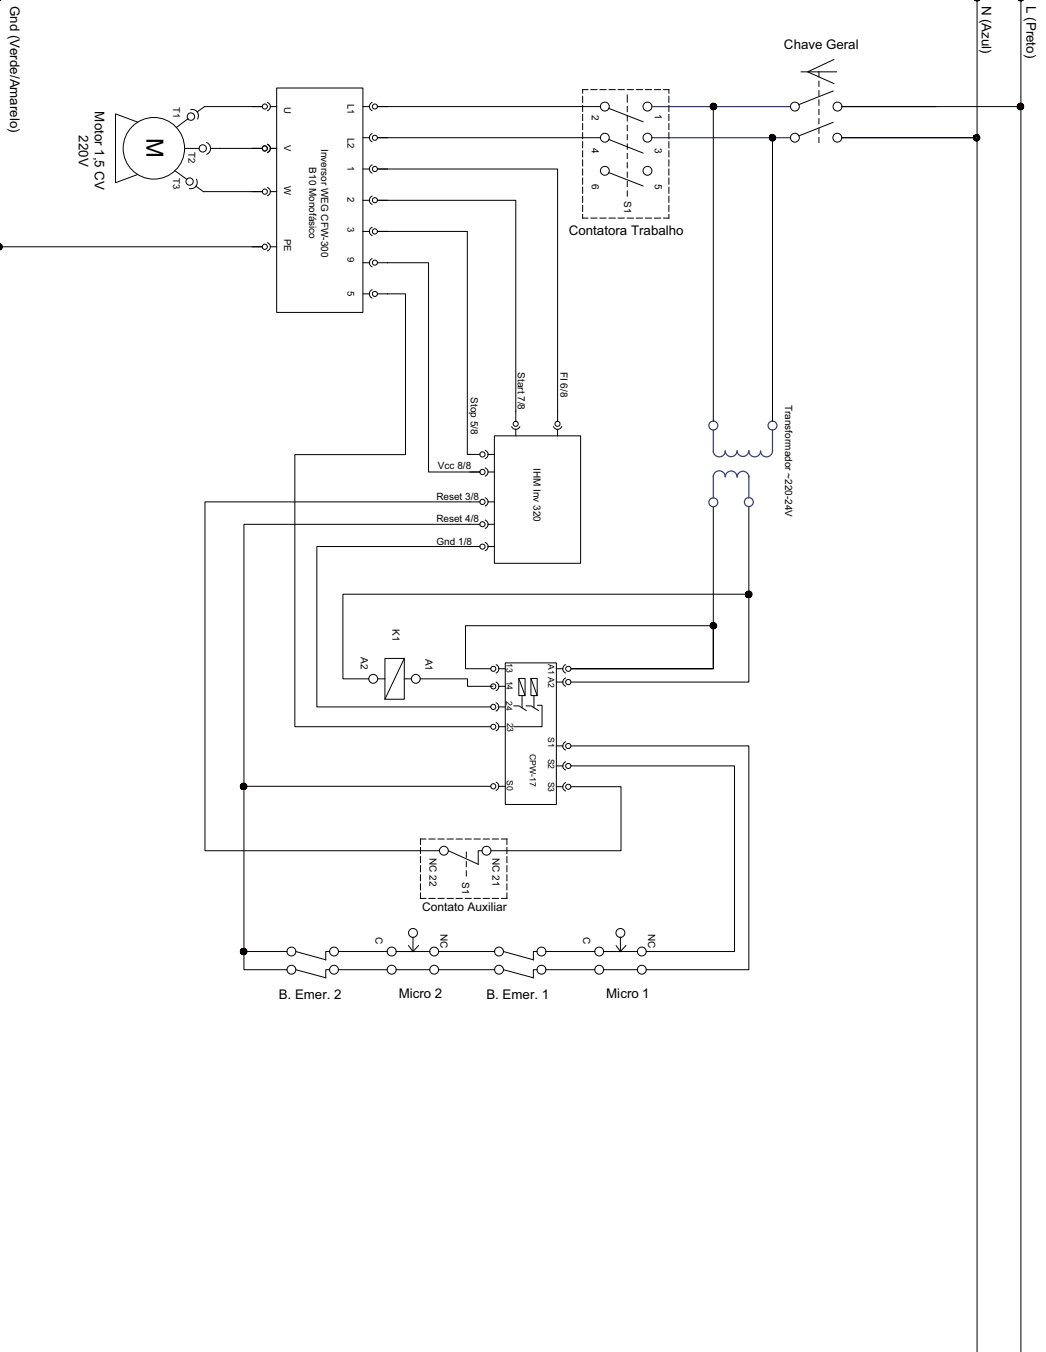 Gnd (Verde/Amarelo)
N (Azul)
L (Preto)
Chave Geral
T1
T2
T3
M
Motor 1,5 CV
220V
U
V
W
PE
Inversor WEG CFW-300
B10 Monofásico
L1
L2
1
2
3
9
5
2
4
6
1
3
5
S1
Contatora Trabalho
Transformador ~220-24V
Stop 5/8
Start 7/8
FI 6/8
Vcc 8/8
Reset 3/8
Reset 4/8
Gnd 1/8
IHM Inv 320
K1
A2
A1
13
14
24
23
S0
A1
A2
S1
S2
S3
CPW-17
NC 22
NC 21
S1
Contato Auxiliar
C
NC
C
NC
B. Emer. 2
Micro 2
B. Emer. 1
Micro 1